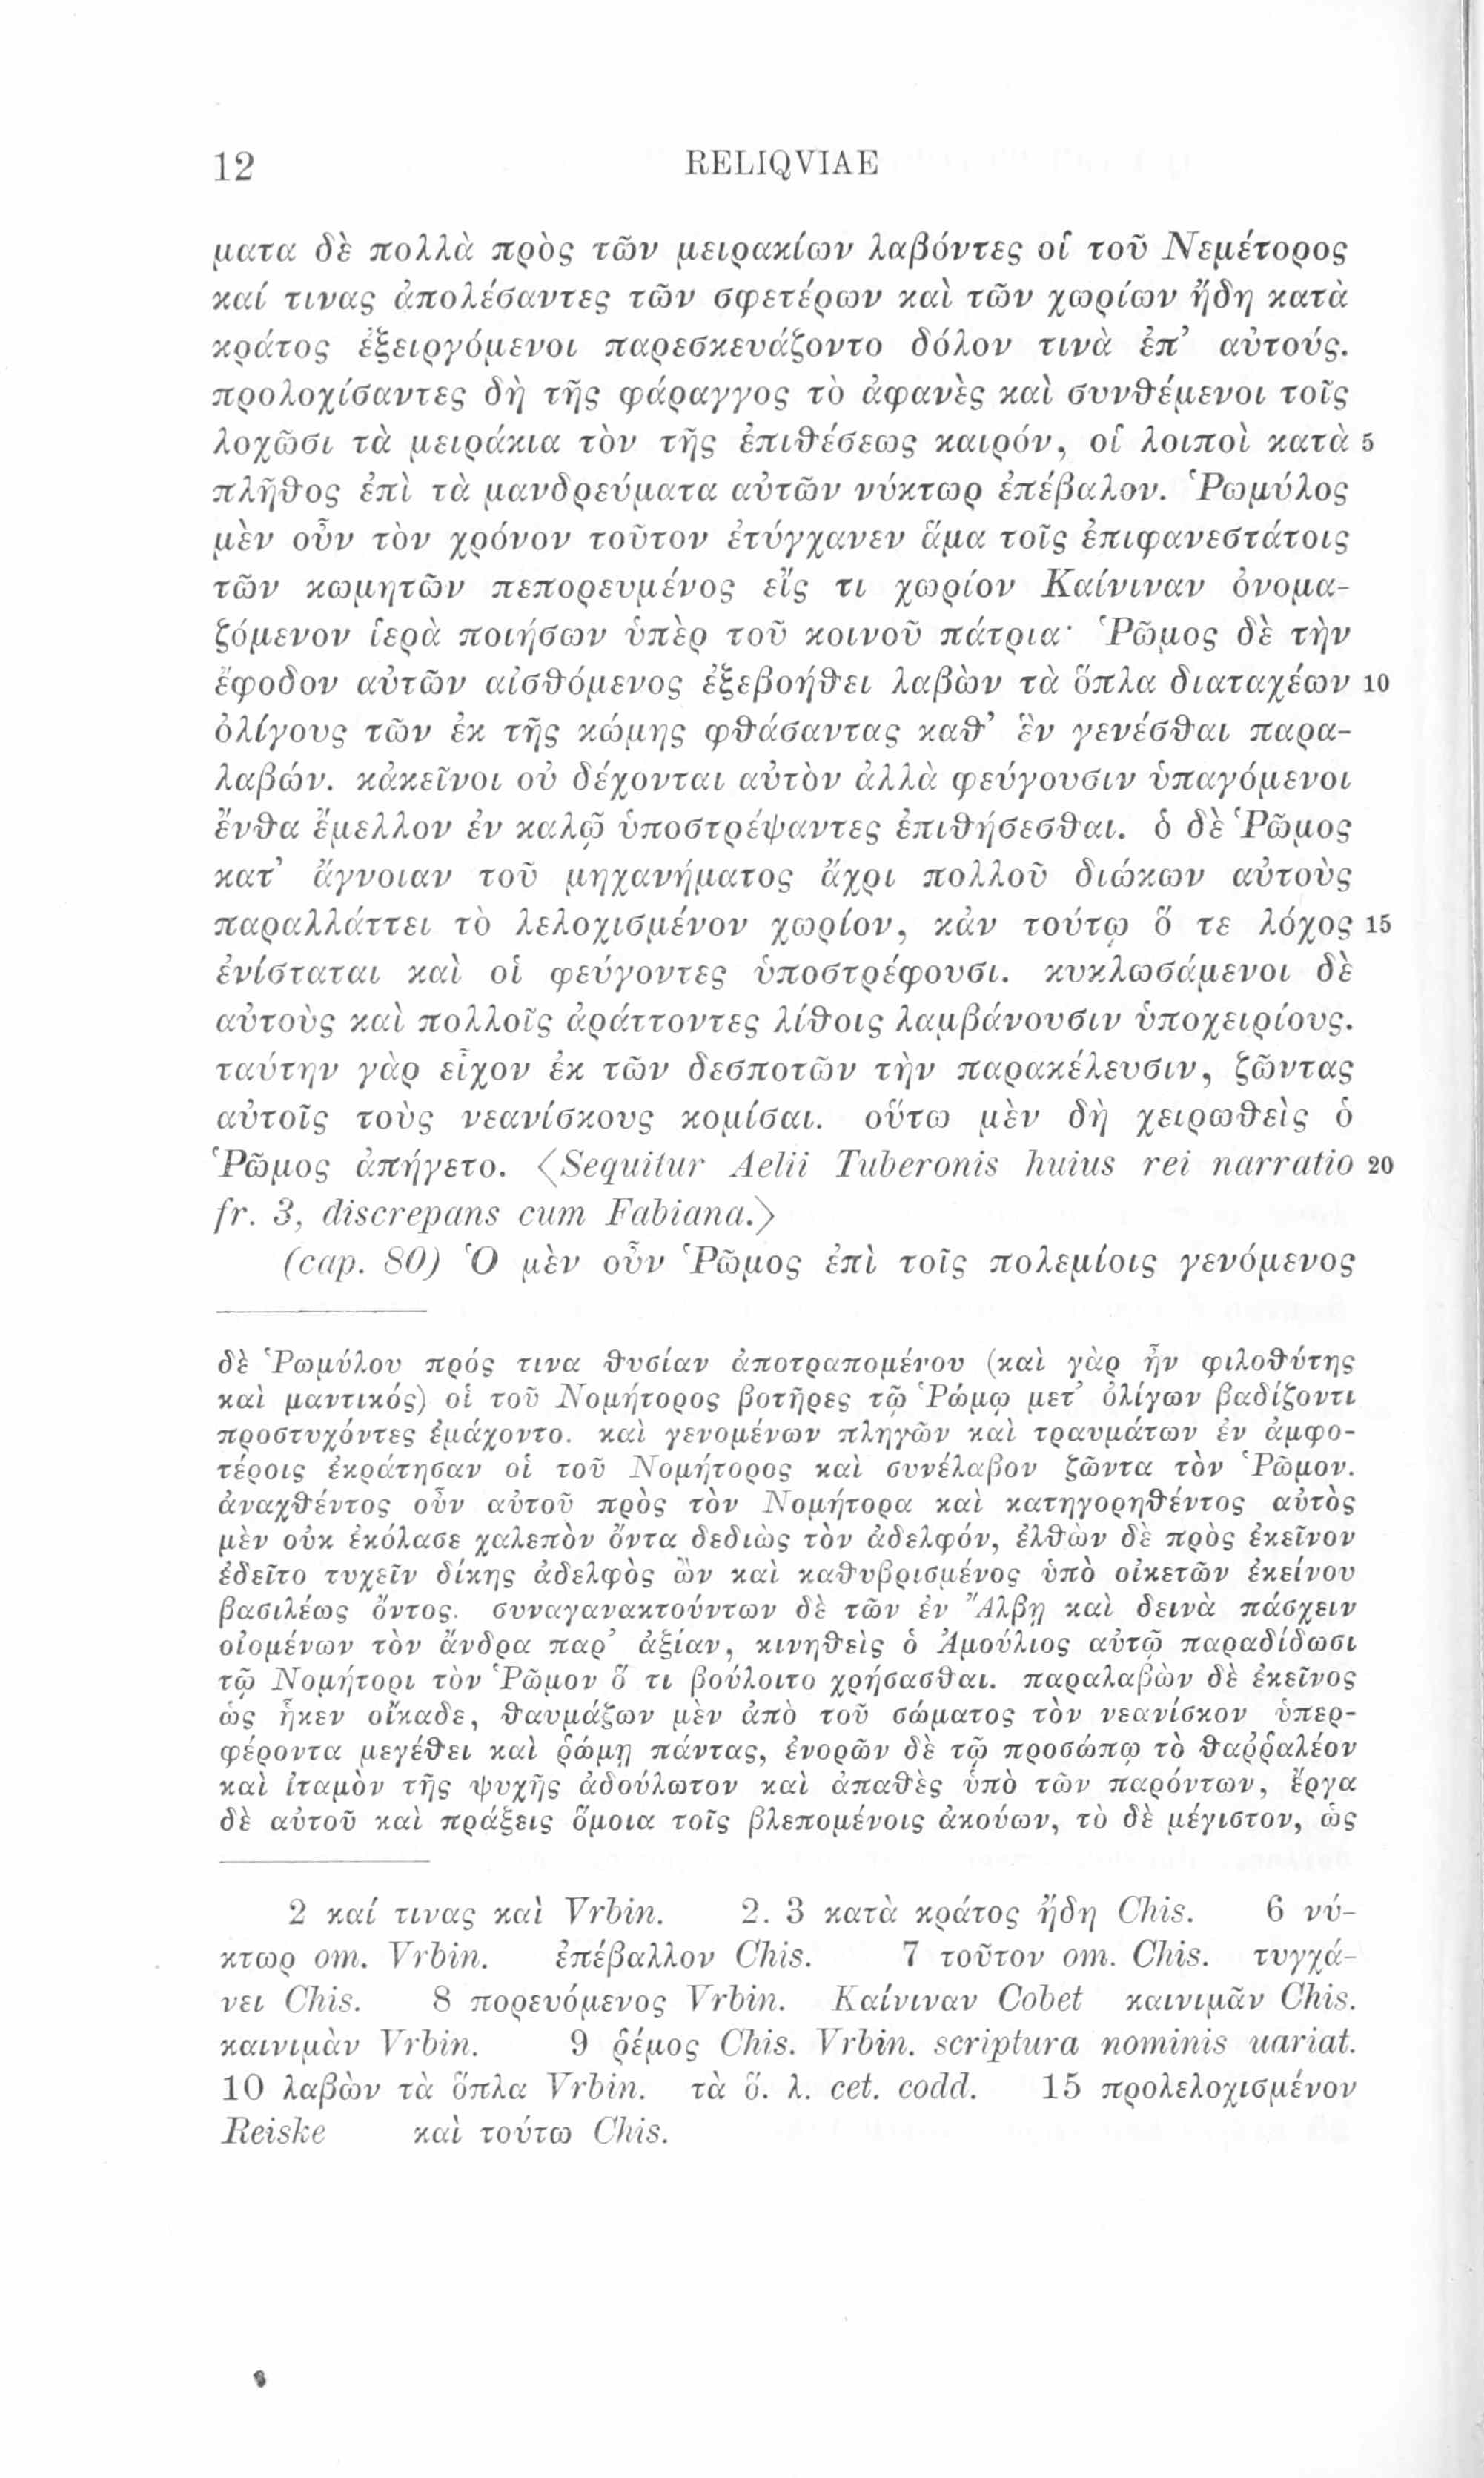 12 RELIQVIAE
ματα δὲ πολλὰ πρὸς τῶν μειρακίων λαβόντες οἱ τοῦ Νεμέτορος
καί τινας ἀπολέσαντες τῶν σφετέρων καὶ τῶν χωρίων ἤδη κατὰ
κράτος ἐξειργόμενοι παρεσκευάζοντο δόλον τινὰ ἐπ’ αὐτούς.
προλοχίσαντες δὴ τῆς φάραγγος τὸ ἀφανὲς καὶ συνθέμενοι τοῖς
λοχῶσι τὰ μειράκια τὸν τῆς ἐπιθέσεως καιρόν, οἱ λοιποὶ κατὰ 5
πλῆθος ἐπὶ τὰ μανδρεύματα αὐτῶν νύκτωρ ἐπέβαλον. Ῥωμύλος
μὲν οὖν τὸν χρόνον τοῦτον ἐτύγχανεν ἅμα τοῖς ἐπιφανεστάτοις
τῶν κωμητῶν πεπορευμένος εἴς τι χωρίον Καίνιναν ὀνομα-
ζόμενον ἱερὰ ποιήσων ὑπὲρ τοῦ κοινοῦ πάτρια· Ῥῶμος δὲ τὴν
ἔφοδον αὐτῶν αἰσθόμενος ἐξεβοήθει λαβὼν τὰ ὅπλα διαταχέων 10
ὀλίγους τῶν ἐκ τῆς κώμης φθάσαντας καθ’ ἓν γενέσθαι παρα-
λαβών. κἀκεῖνοι οὐ δέχονται αὐτὸν ἀλλὰ φεύγουσιν ὑπαγόμενοι
ἔνθα ἔμελλον ἐν καλῷ ὑποστρέψαντες ἐπιθήσεσθαι. ὁ δὲ Ῥῶμος
κατ’ ἄγνοιαν τοῦ μηχανήματος ἄχρι πολλοῦ διώκων αὐτοὺς
παραλλάττει τὸ λελοχισμένον χωρίον, κἀν τούτῳ ὅ τε λόχος 15
ἐνίσταται καὶ οἱ φεύγοντες ὑποστρέφουσι. κυκλωσάμενοι δὲ
αὐτοὺς καὶ πολλοῖς ἀράττοντες λίθοις λαμβάνουσιν ὑποχειρίους.
ταύτην γὰρ εἶχον ἐκ τῶν δεσποτῶν τὴν παρακέλευσιν, ζῶντας
αὐτοῖς τοὺς νεανίσκους κομίσαι. οὕτω μὲν δὴ χειρωθεὶς ὁ
Ῥῶμος ἀπήγετο. ⟨Sequitur Aelii Tuberonis huius rei narratio 20
fr. 3, discrepans cum Fabiana.⟩
(cap. 80) Ὁ μὲν οὖν Ῥῶμος ἐπὶ τοῖς πολεμίοις γενόμενος
δὲ Ῥωμύλου πρός τινα θυσίαν ἀποτραπομένου (καὶ γὰρ ἦν φιλοθύτης
καὶ μαντικός) οἱ τοῦ Νομήτορος βοτῆρες τῷ Ῥώμῳ μετ’ ὀλίγων βαδίζοντι
προστυχόντες ἐμάχοντο. καὶ γενομένων πληγῶν καὶ τραυμάτων ἐν ἀμφο-
τέροις ἐκράτησαν οἱ τοῦ Νομήτορος καὶ συνέλαβον ζῶντα τὸν Ῥῶμον.
ἀναχθέντος οὖν αὐτοῦ πρὸς τὸν Νομήτορα καὶ κατηγορηθέντος αὐτὸς
μὲν οὐκ ἐκόλασε χαλεπὸν ὄντα δεδιὼς τὸν ἀδελφόν, ἐλθὼν δὲ πρὸς ἐκεῖνον
ἐδεῖτο τυχεῖν δίκης ἀδελφὸς ὢν καὶ καθυβρισμένος ὑπὸ οἰκετῶν ἐκείνου
βασιλέως ὄντος. συναγανακτούντων δὲ τῶν ἐν Ἄλβῃ καὶ δεινὰ πάσχειν
οἰομένων τὸν ἄνδρα παρ’ ἀξίαν, κινηθεὶς ὁ Ἀμούλιος αὐτῷ παραδίδωσι
τῷ Νομήτορι τὸν Ῥῶμον ὅ τι βούλοιτο χρήσασθαι. παραλαβὼν δὲ ἐκεῖνος
ὡς ἧκεν οἴκαδε, θαυμάζων μὲν ἀπὸ τοῦ σώματος τὸν νεανίσκον ὑπερ-
φέροντα μεγέθει καὶ ῥώμῃ πάντας, ἐνορῶν δὲ τῷ προσώπῳ τὸ θαῤῥαλέον
καὶ ἰταμὸν τῆς ψυχῆς ἀδούλωτον καὶ ἀπαθὲς ὑπὸ τῶν παρόντων, ἔργα
δὲ αὐτοῦ καὶ πράξεις ὅμοια τοῖς βλεπομένοις ἀκούων, τὸ δὲ μέγιστον, ὡς
2 καί τινας καὶ Vrbin. 2. 3 κατὰ κράτος ἤδη Chis. 6 νύ-
κτωρ om. Vrbin. ἐπέβαλλον Chis. 7 τοῦτον om. Chis. τυγχά-
νει Chis. 8 πορευόμενος Vrbin. Καίνιναν Cobet καινιμᾶν Chis.
καινιμὰν Vrbin. 9 ῥέμος Chis. Vrbin. scriptura nominis uariat.
10 λαβὼν τὰ ὅπλα Vrbin. τὰ ὅ. λ. cet. codd. 15 προλελοχισμένον
Reiske καὶ τούτω Chis.